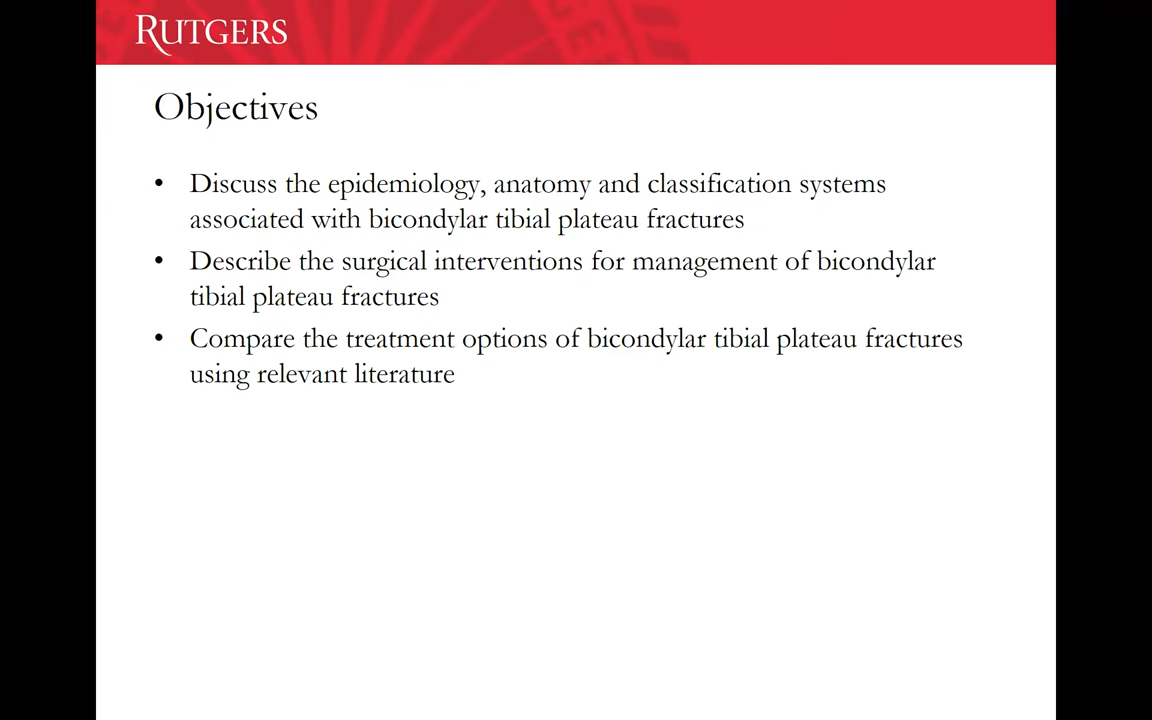 RUTGERS
Objectives
• Discuss the epidemiology, anatomy and classification systems
associated with bicondylar tibial plateau fractures
• Describe the surgical interventions for management of bicondylar
tibial plateau fractures
• Compare the treatment options of bicondylar tibial plateau fractures
using relevant literature